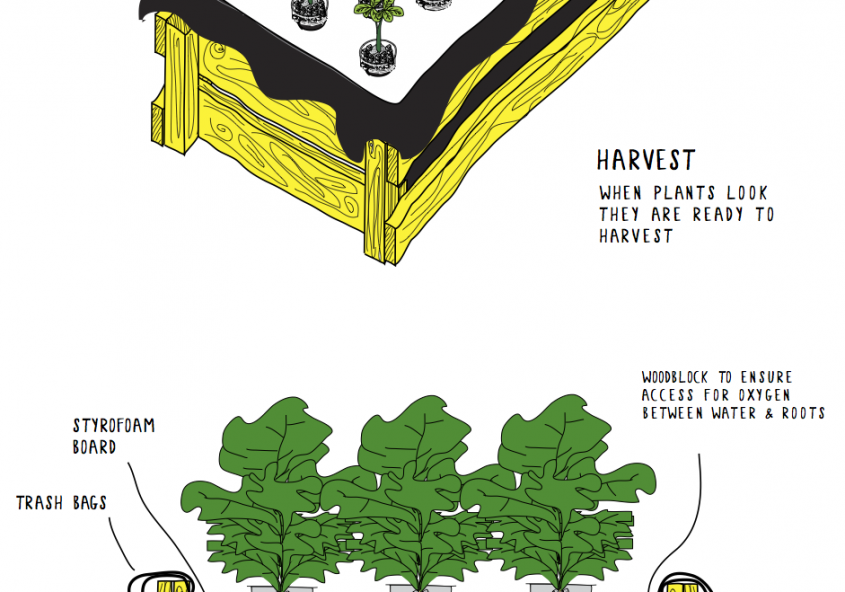 HARVEST
WHEN PLANTS LOOK
THEY ARE READY TO
HARVEST
WOODBLOCK TO ENSURE
ACCESS FOR OXYGEN
BETWEEN WATER & ROOTS
STYROFOAM
BOARD
TRASH BAGS